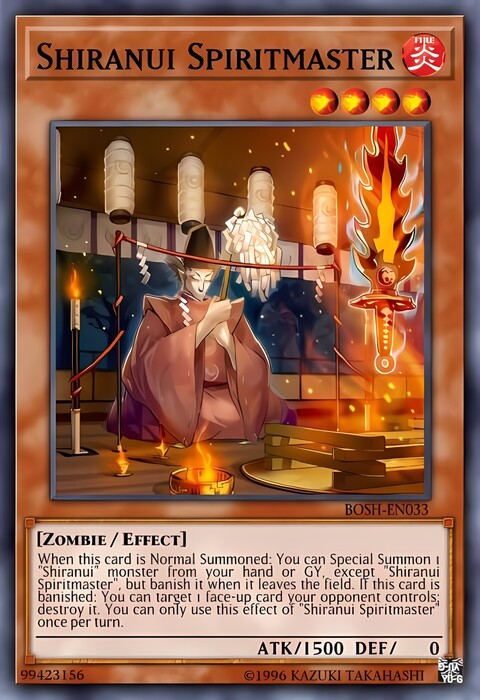 SHIRANUI SPIRITMASTER
FIRE
炎
BOSH-EN033
[ZOMBIE / EFFECT]
When this card is Normal Summoned: You can Special Summon 1
"Shiranui" monster from your hand or GY, except "Shiranui
Spiritmaster", but banish it when it leaves the field. If this card is
banished: You can target 1 face-up card your opponent controls;
destroy it. You can only use this effect of "Shiranui Spiritmaster"
once per turn.
ATK/1500 DEF/ 0
99423156
©1996 KAZUKI TAKAHASHI